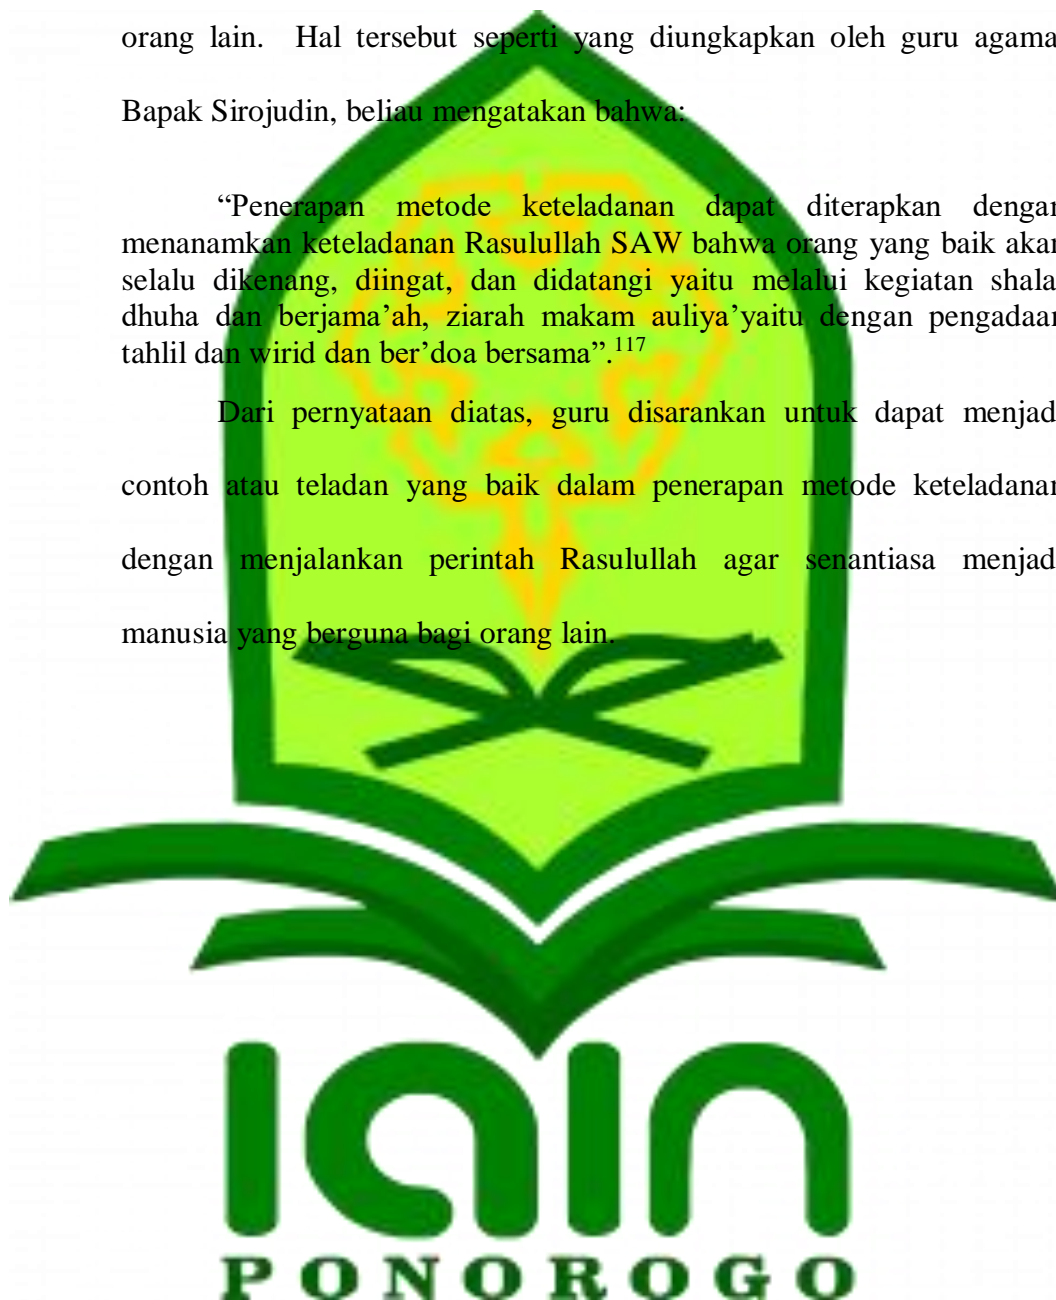 orang lain. Hal tersebut seperti yang diungkapkan oleh guru agama
Bapak Sirojudin, beliau mengatakan bahwa:
“Penerapan metode keteladanan dapat diterapkan dengan
menanamkan keteladanan Rasulullah SAW bahwa orang yang baik akan
selalu dikenang, diingat, dan didatangi yaitu melalui kegiatan shala
dhuha dan berjama’ah, ziarah makam auliya’yaitu dengan pengadaan
tahlil dan wirid dan ber’doa bersama”.117
Dari pernyataan diatas, guru disarankan untuk dapat menjad
contoh atau teladan yang baik dalam penerapan metode keteladanan
dengan menjalankan perintah Rasulullah agar senantiasa menjad
manusia yang berguna bagi orang lain.
IAIN
PONOROGO